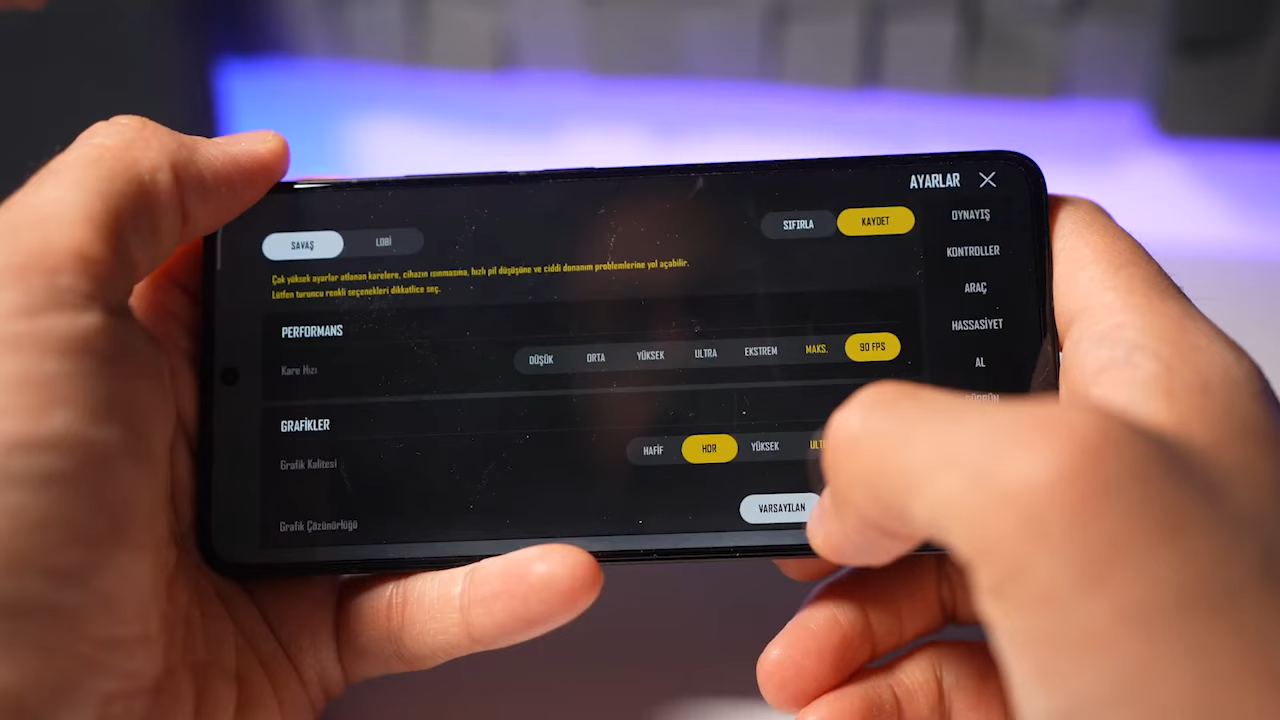 AYARLAR
SAVAŞ LOBİ SIFIRLA KAYDET
Çok yüksek ayarlar atlanan karelere, cihazın ısınmasına, hızlı pil düşüşüne ve ciddi donanım problemlerine yol açabilir.
Lütfen turuncu renkli seçenekleri dikkatlice seç.
PERFORMANS
Kare Hızı DÜŞÜK ORTA YÜKSEK ULTRA EKSTREM MAKS. 90 FPS
GRAFİKLER
Grafik Kalitesi HAFİF HDR YÜKSEK
Grafik Çözünürlüğü VARSAYILAN
OYNAYIŞ
KONTROLLER
ARAÇ
HASSASİYET
AL